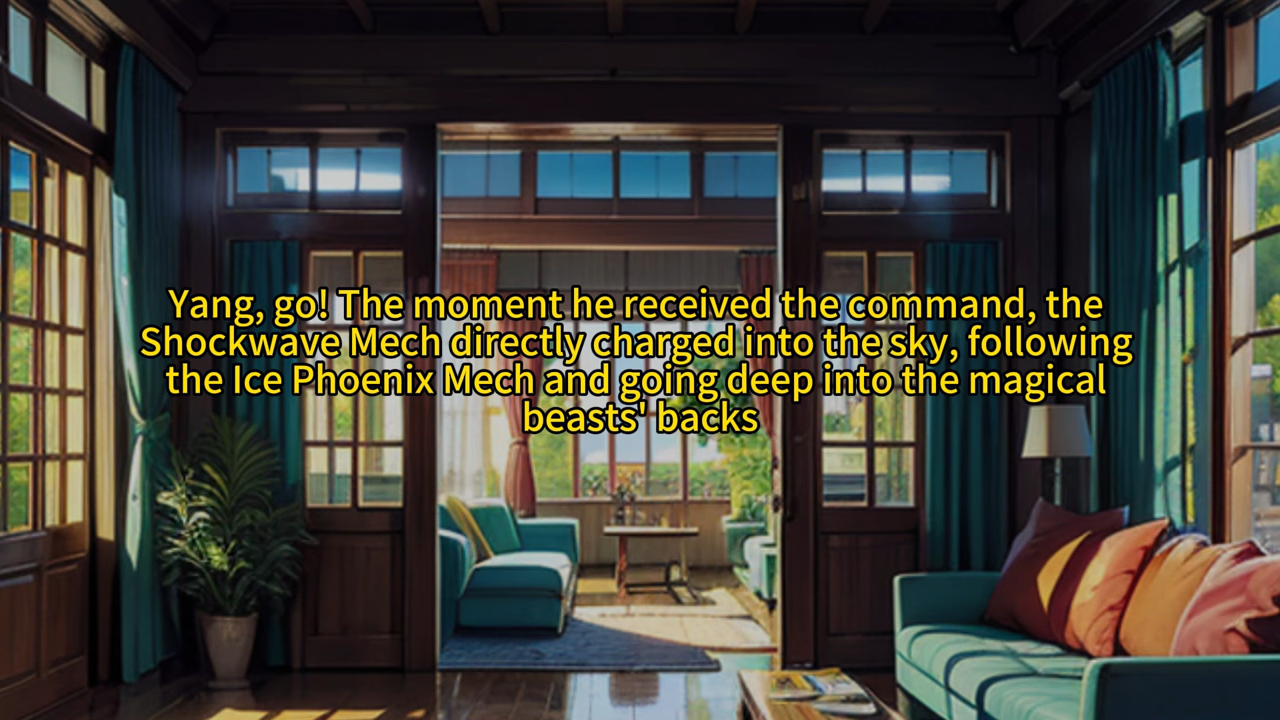 Yang, go! The moment he received the command, the
Shockwave Mech directly charged into the sky, following
the Ice Phoenix Mech and going deep into the magical
beasts' backs